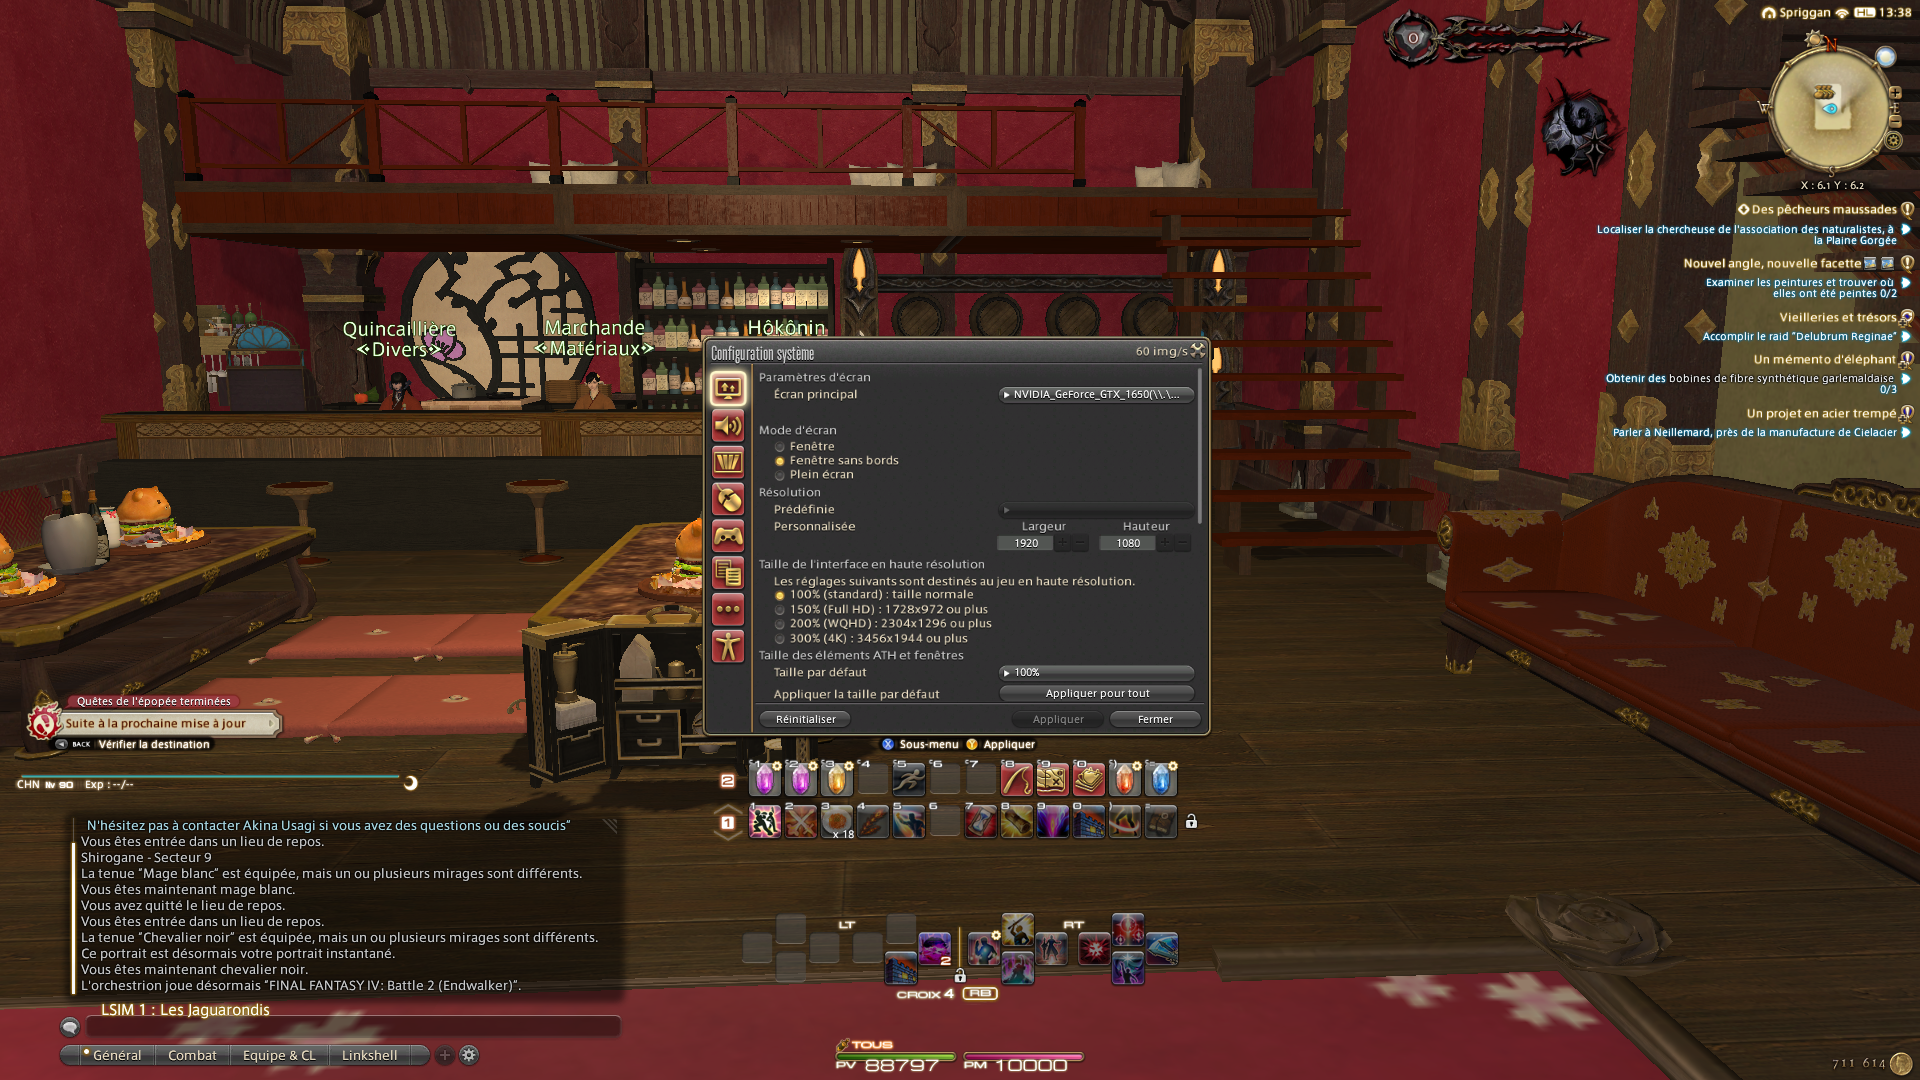 Spriggan HL 13:38
N
W
E
S
X : 6.1 Y : 6.2
Des pêcheurs maussades
Localiser la chercheuse de l'association des naturalistes, à
la Plaine Gorgée
Nouvel angle, nouvelle facette
Examiner les peintures et trouver où
elles ont été peintes 0/2
Vieilleries et trésors
Accomplir le raid "Delubrum Reginae"
Un mémento d'éléphant
Obtenir des bobines de fibre synthétique garlemaldaise
0/3
Un projet en acier trempé
Parler à Neillemard, près de la manufacture de Cielacier
Quincaillière
<Divers>
Marchande
<Matériaux>
Hôkônin
Configuration système
60 img/s
Paramètres d'écran
Écran principal
NVIDIA_GeForce_GTX_1650(\\.\...
Mode d'écran
Fenêtre
Fenêtre sans bords
Plein écran
Résolution
Prédéfinie
Personnalisée
Largeur
Hauteur
1920
1080
Taille de l'interface en haute résolution
Les réglages suivants sont destinés au jeu en haute résolution.
100% (standard) : taille normale
150% (Full HD) : 1728x972 ou plus
200% (WQHD) : 2304x1296 ou plus
300% (4K) : 3456x1944 ou plus
Taille des éléments ATH et fenêtres
Taille par défaut
100%
Appliquer la taille par défaut
Appliquer pour tout
Réinitialiser
Appliquer
Fermer
X Sous-menu Y Appliquer
Quêtes de l'épopée terminées
Suite à la prochaine mise à jour
BACK Vérifier la destination
CHN lv 90 Exp : --/--
2
1
x 18
N'hésitez pas à contacter Akina Usagi si vous avez des questions ou des soucis"
Vous êtes entrée dans un lieu de repos.
Shirogane - Secteur 9
La tenue "Mage blanc" est équipée, mais un ou plusieurs mirages sont différents.
Vous êtes maintenant mage blanc.
Vous avez quitté le lieu de repos.
Vous êtes entrée dans un lieu de repos.
La tenue "Chevalier noir" est équipée, mais un ou plusieurs mirages sont différents.
Ce portrait est désormais votre portrait instantané.
Vous êtes maintenant chevalier noir.
L'orchestrion joue désormais "FINAL FANTASY IV: Battle 2 (Endwalker)".
LSIM 1 : Les Jaguarondis
Général
Combat
Equipe & CL
Linkshell
LT
RT
2
CROIX 4 RB
TOUS
PV 88797
PM 10000
711 614